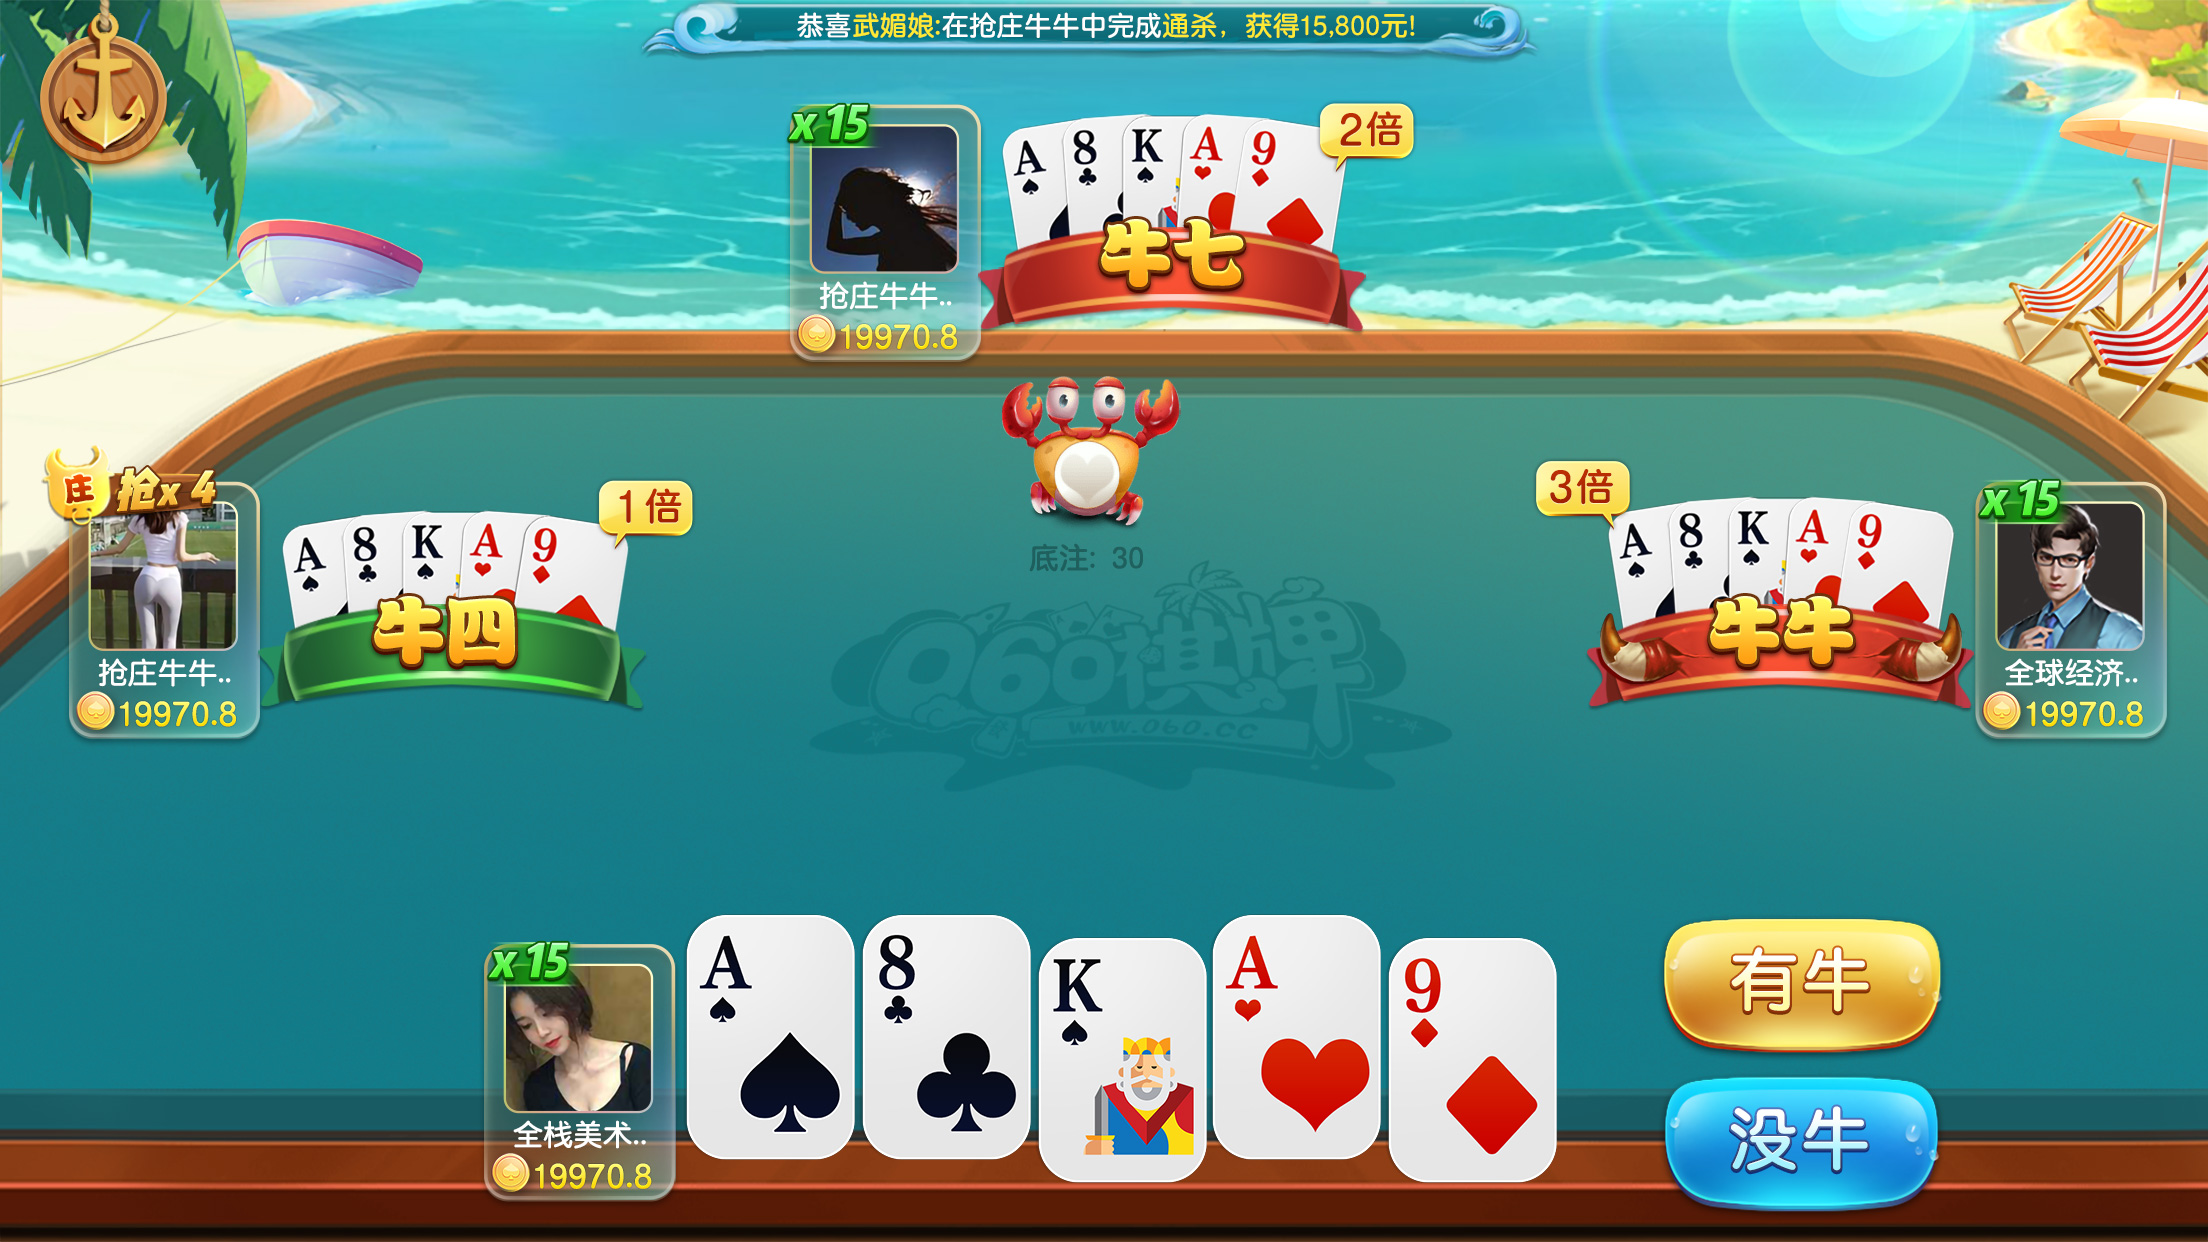 恭喜武媚娘:在抢庄牛牛中完成通杀，获得15,800元!
x 15
A 8 K A 9
2倍
牛七
抢庄牛牛..
19970.8
庄 抢x 4
A 8 K A 9
1倍
牛四
抢庄牛牛..
19970.8
底注: 30
060棋牌
www.060.cc
3倍
A 8 K A 9
牛牛
x 15
全球经济..
19970.8
x 15
全栈美术..
19970.8
A 8 K A 9
有牛
没牛